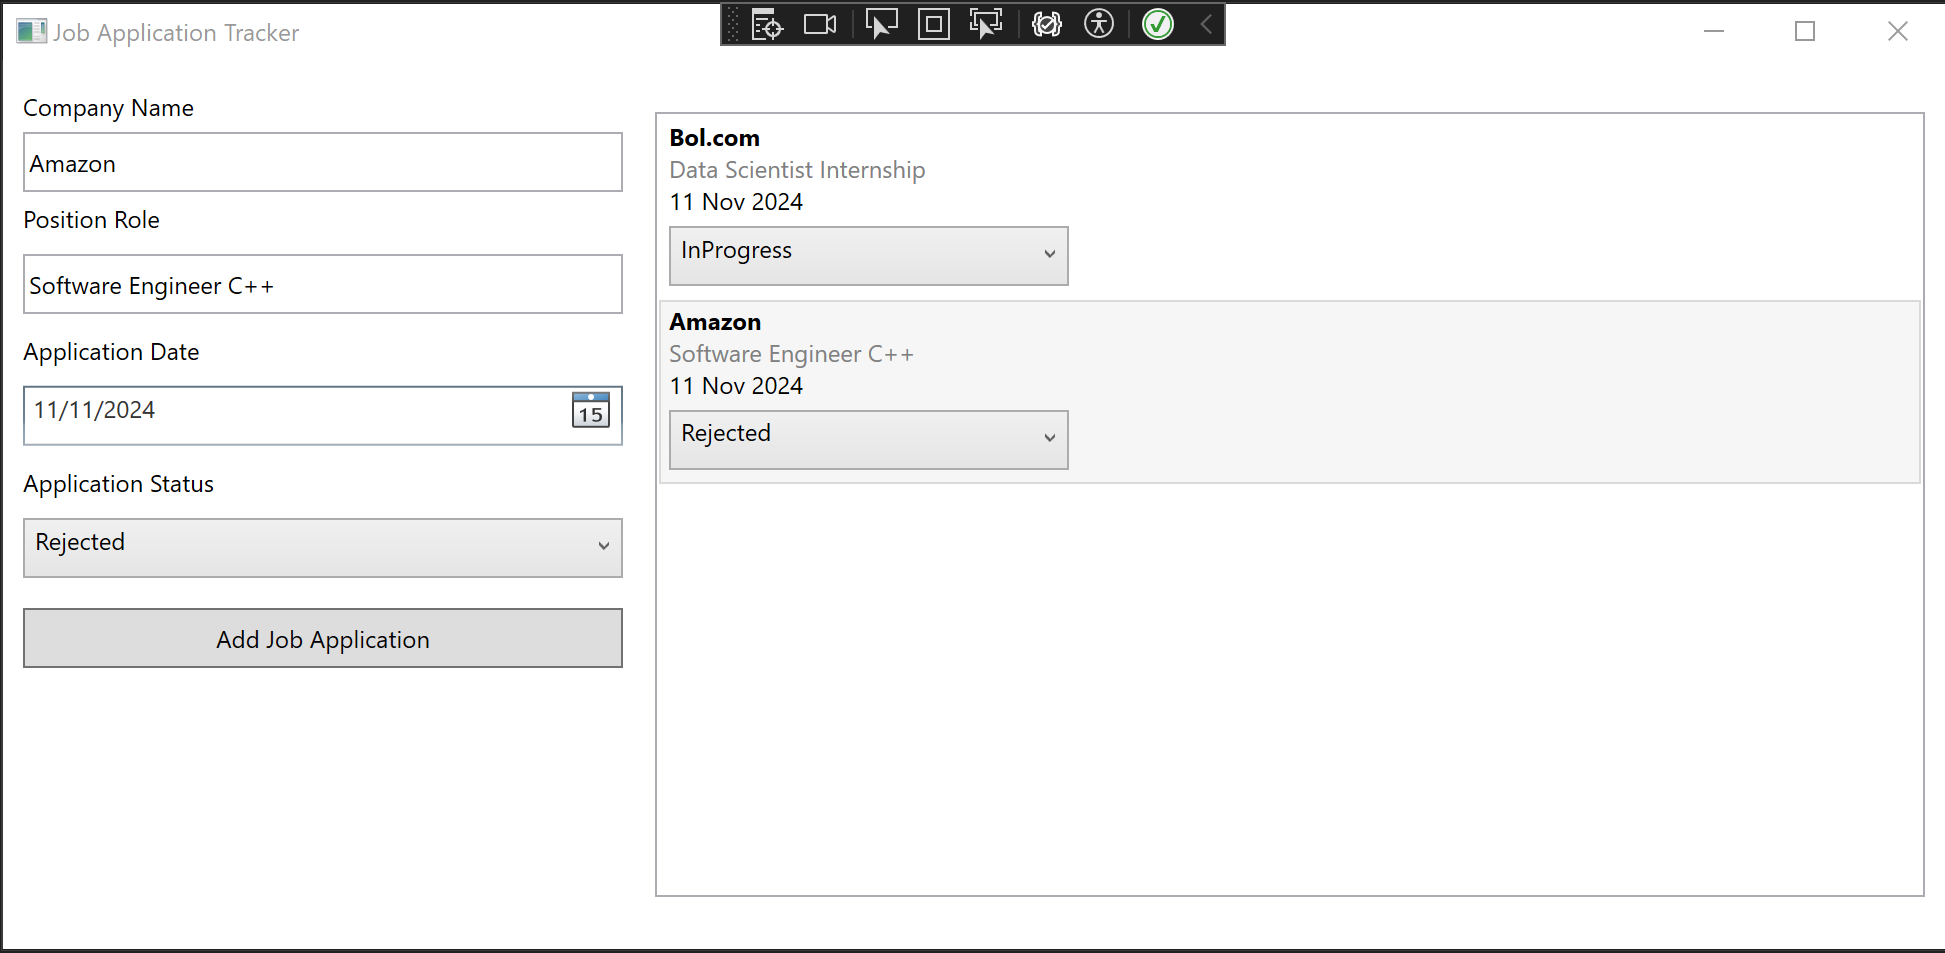 Job Application Tracker
Company Name
Amazon
Position Role
Software Engineer C++
Application Date
11/11/2024
15
Application Status
Rejected
Add Job Application
Bol.com
Data Scientist Internship
11 Nov 2024
InProgress
Amazon
Software Engineer C++
11 Nov 2024
Rejected